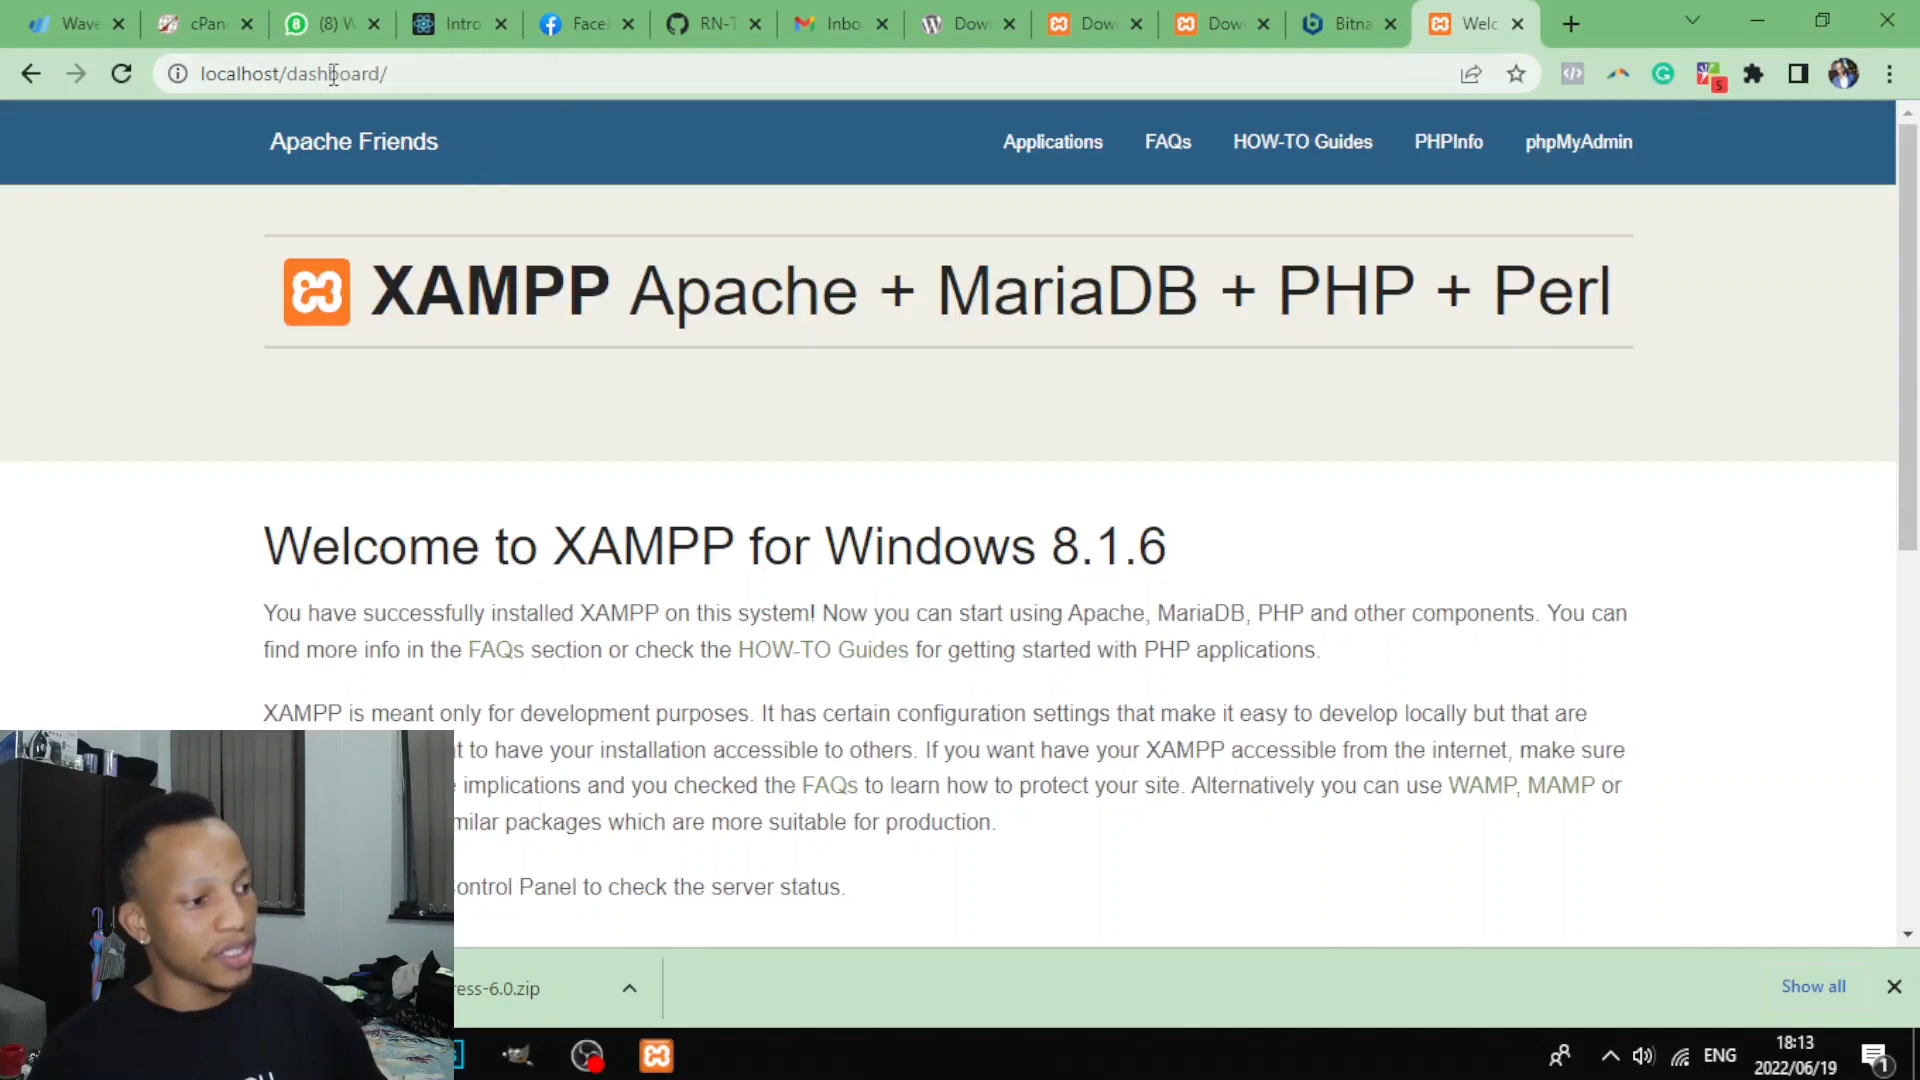 Wave
cPan
(8) W
Intro
Face
RN-T
Inbo
Dow
Dow
Dow
Bitna
Welc
localhost/dashboard/
5
Apache Friends
Applications
FAQs
HOW-TO Guides
PHPInfo
phpMyAdmin
XAMPP Apache + MariaDB + PHP + Perl
Welcome to XAMPP for Windows 8.1.6
You have successfully installed XAMPP on this system! Now you can start using Apache, MariaDB, PHP and other components. You can
find more info in the FAQs section or check the HOW-TO Guides for getting started with PHP applications.
XAMPP is meant only for development purposes. It has certain configuration settings that make it easy to develop locally but that are
to have your installation accessible to others. If you want have your XAMPP accessible from the internet, make sure
implications and you checked the FAQs to learn how to protect your site. Alternatively you can use WAMP, MAMP or
milar packages which are more suitable for production.
ontrol Panel to check the server status.
ress-6.0.zip
Show all
ENG
18:13
2022/06/19
1